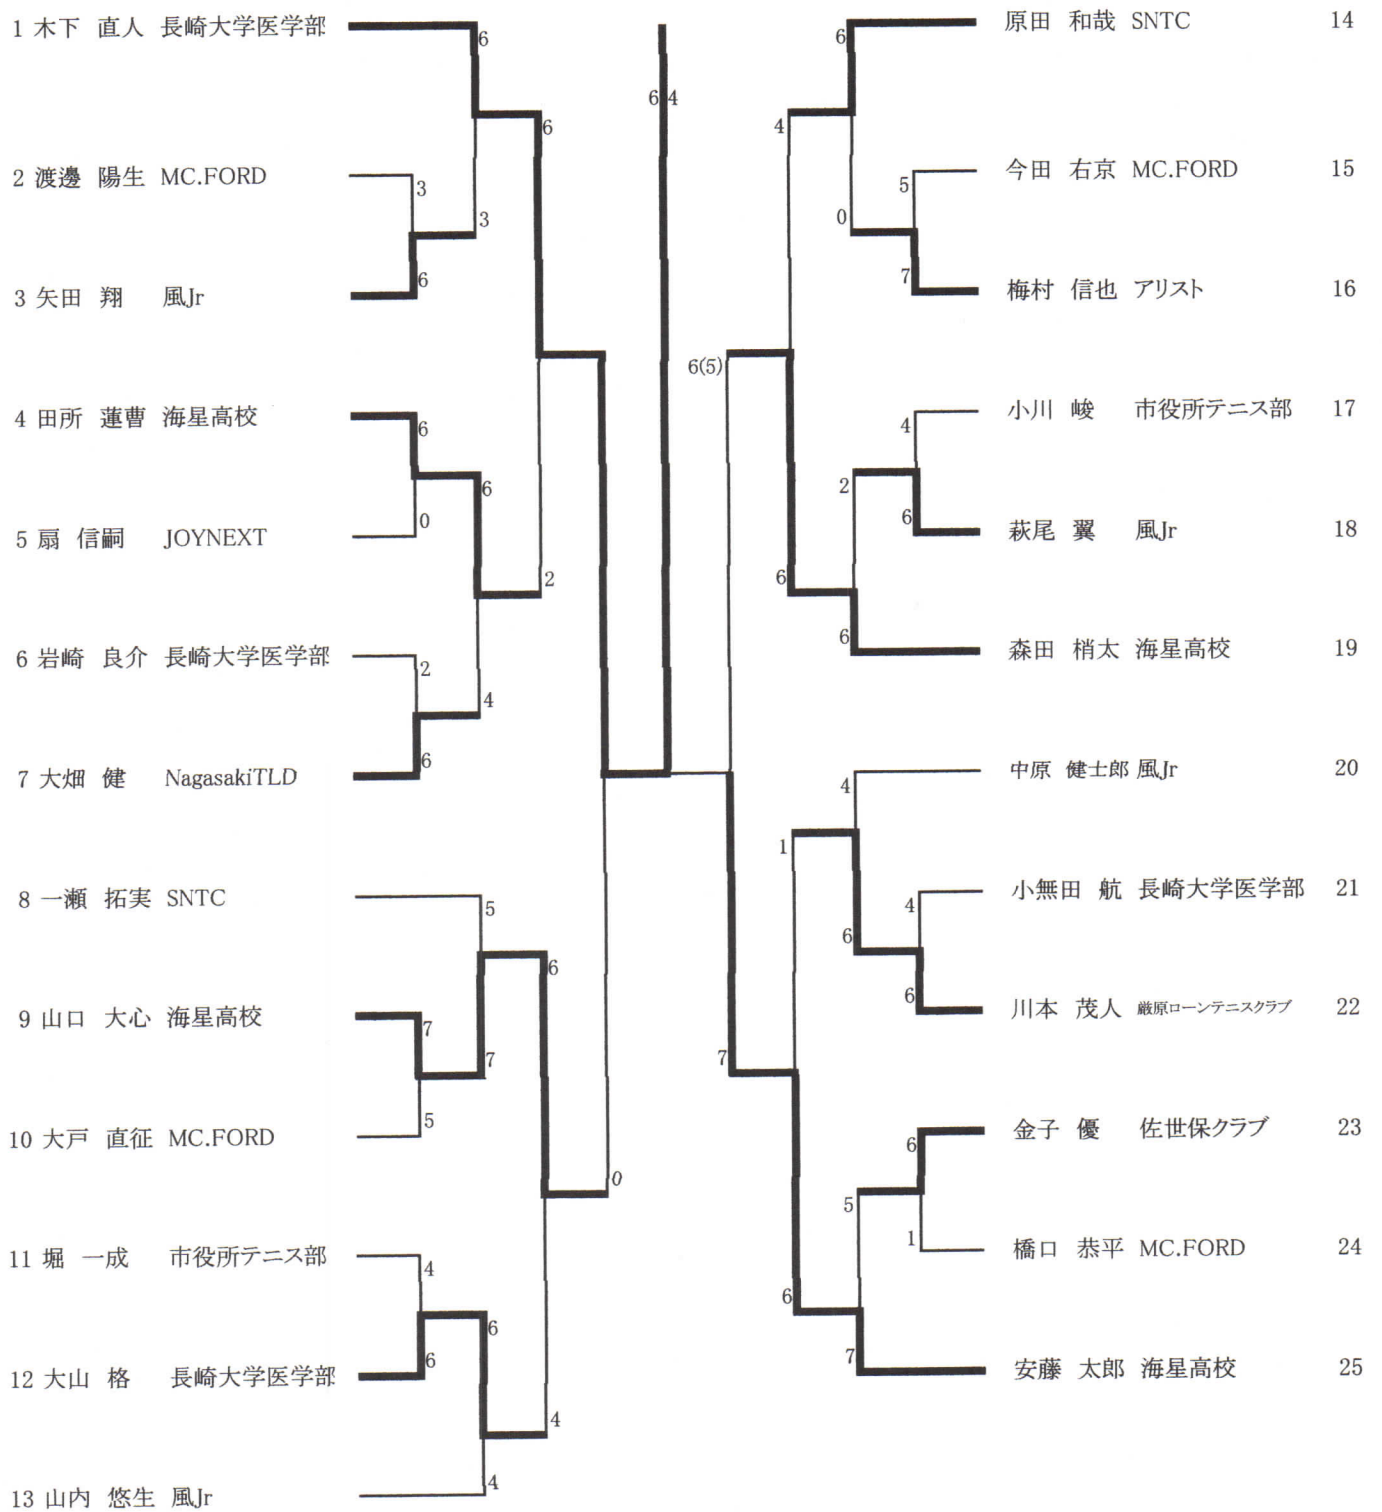 1 木下 直人 長崎大学医学部
6
2 渡邊 陽生 MC.FORD
3
3
6
3 矢田 翔 風Jr
6
4 田所 蓮曹 海星高校
6
6
0
5 扇 信嗣 JOYNEXT
2
6 岩崎 良介 長崎大学医学部
2
4
6
7 大畑 健 NagasakiTLD
8 一瀬 拓実 SNTC
5
6
9 山口 大心 海星高校
7
7
5
10 大戸 直征 MC.FORD
0
11 堀 一成 市役所テニス部
4
6
6
12 大山 格 長崎大学医学部
4
4
13 山内 悠生 風Jr
6 4
原田 和哉 SNTC 14
6
4
今田 右京 MC.FORD 15
5
0
7
梅村 信也 アリスト 16
6(5)
小川 峻 市役所テニス部 17
4
2
6
萩尾 翼 風Jr 18
6
6
森田 梢太 海星高校 19
中原 健士郎 風Jr 20
4
1
小無田 航 長崎大学医学部 21
4
6
6
川本 茂人 厳原ローンテニスクラブ 22
7
金子 優 佐世保クラブ 23
6
5
1
橋口 恭平 MC.FORD 24
6
7
安藤 太郎 海星高校 25